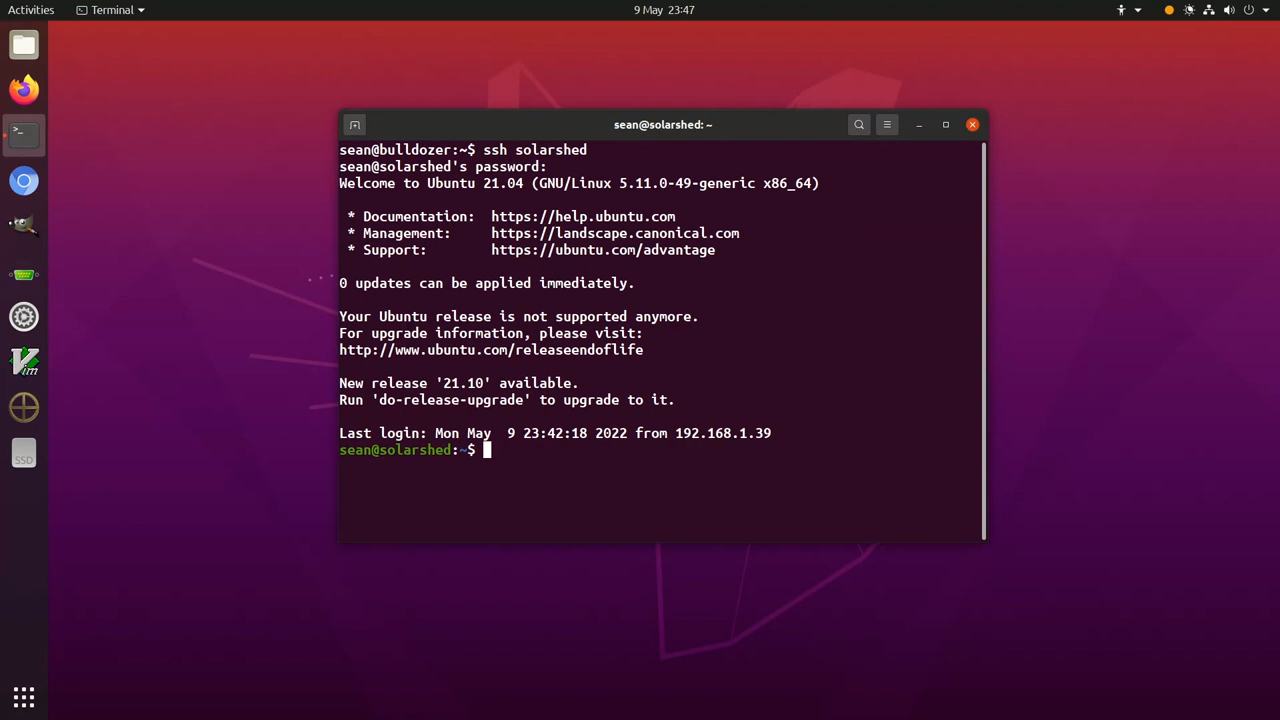 Activities
Terminal
9 May 23:47
sean@solarshed: ~
sean@bulldozer:~$ ssh solarshed
sean@solarshed's password:
Welcome to Ubuntu 21.04 (GNU/Linux 5.11.0-49-generic x86_64)
* Documentation:  https://help.ubuntu.com
* Management:     https://landscape.canonical.com
* Support:        https://ubuntu.com/advantage
0 updates can be applied immediately.
Your Ubuntu release is not supported anymore.
For upgrade information, please visit:
http://www.ubuntu.com/releaseendoflife
New release '21.10' available.
Run 'do-release-upgrade' to upgrade to it.
Last login: Mon May  9 23:42:18 2022 from 192.168.1.39
sean@solarshed:~$
>_
Vim
SSD